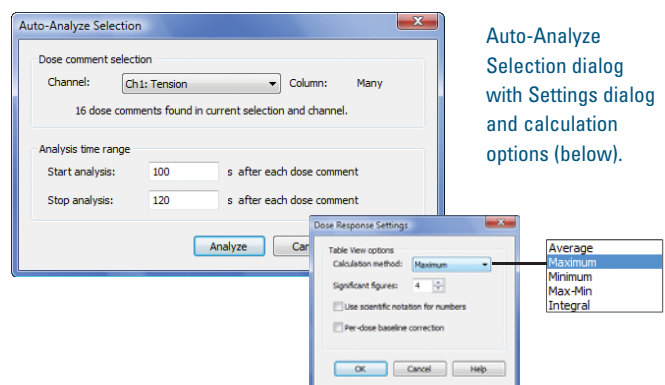 Auto-Analyze Selection
Dose comment selection
Channel: Ch1: Tension Column: Many
16 dose comments found in current selection and channel.
Analysis time range
Start analysis: 100 s after each dose comment
Stop analysis: 120 s after each dose comment
Analyze Can
Auto-Analyze
Selection dialog
with Settings dialog
and calculation
options (below).
Dose Response Settings
Table View options
Calculation method: Maximum
Significant figures: 4
Use scientific notation for numbers
Per-dose baseline correction
OK Cancel Help
Average
Maximum
Minimum
Max-Min
Integral